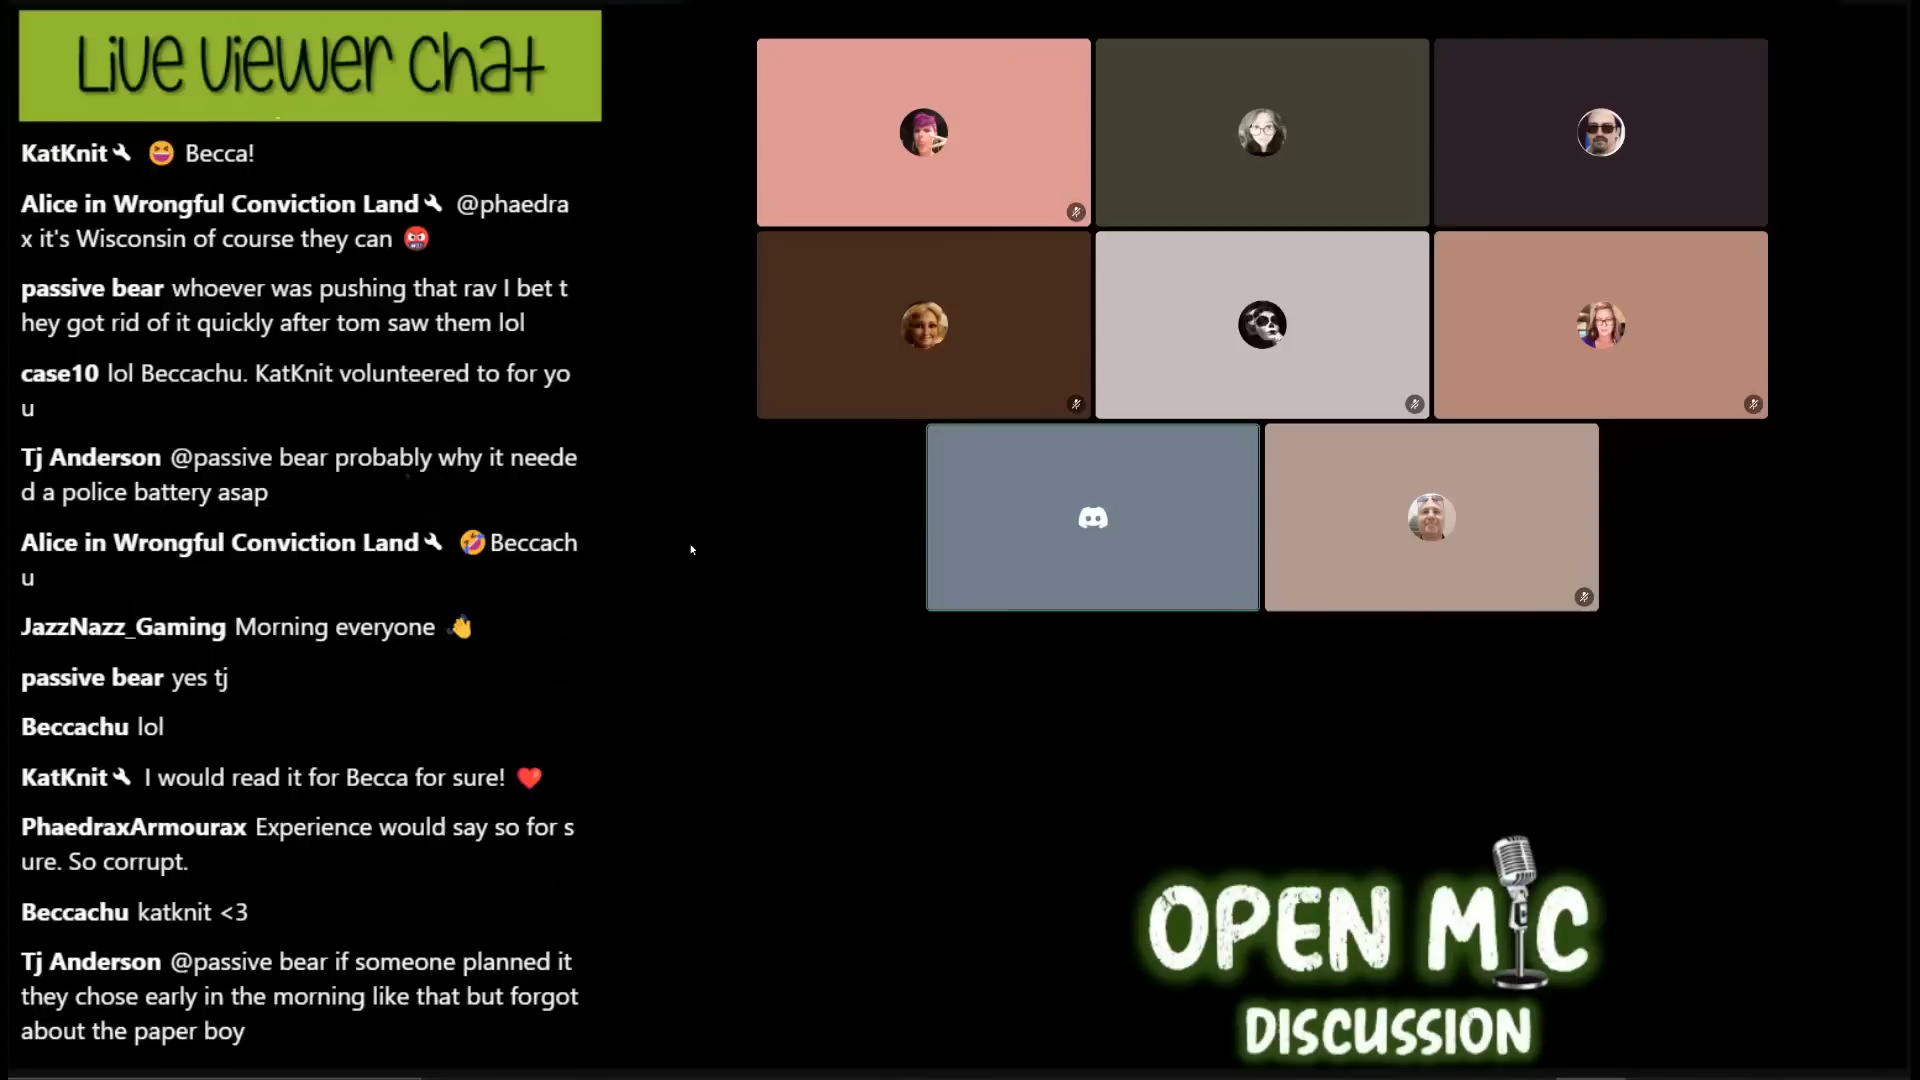 Live Viewer Chat
KatKnit 😆 Becca!
Alice in Wrongful Conviction Land @phaedra
x it's Wisconsin of course they can 🤬
passive bear whoever was pushing that rav I bet t
hey got rid of it quickly after tom saw them lol
case10 lol Beccachu. KatKnit volunteered to for yo
u
Tj Anderson @passive bear probably why it neede
d a police battery asap
Alice in Wrongful Conviction Land 🤣Beccach
u
JazzNazz_Gaming Morning everyone 👋
passive bear yes tj
Beccachu lol
KatKnit I would read it for Becca for sure! ❤️
PhaedraxArmourax Experience would say so for s
ure. So corrupt.
Beccachu katknit <3
Tj Anderson @passive bear if someone planned it
they chose early in the morning like that but forgot
about the paper boy
OPEN MIC
DISCUSSION